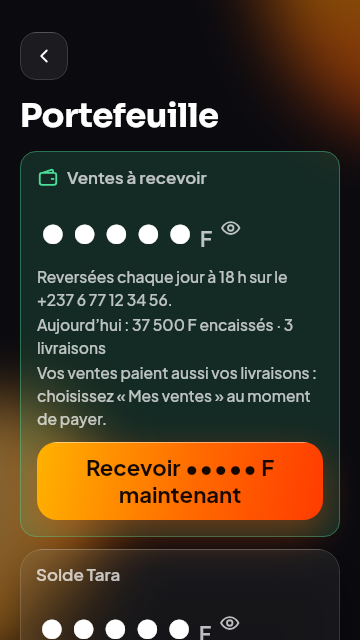 Portefeuille
Ventes à recevoir
●●●●● F
Reversées chaque jour à 18 h sur le
+237 6 77 12 34 56.
Aujourd’hui : 37 500 F encaissés · 3
livraisons
Vos ventes paient aussi vos livraisons :
choisissez « Mes ventes » au moment
de payer.
Recevoir ●●●●● F
maintenant
Solde Tara
●●●●● F